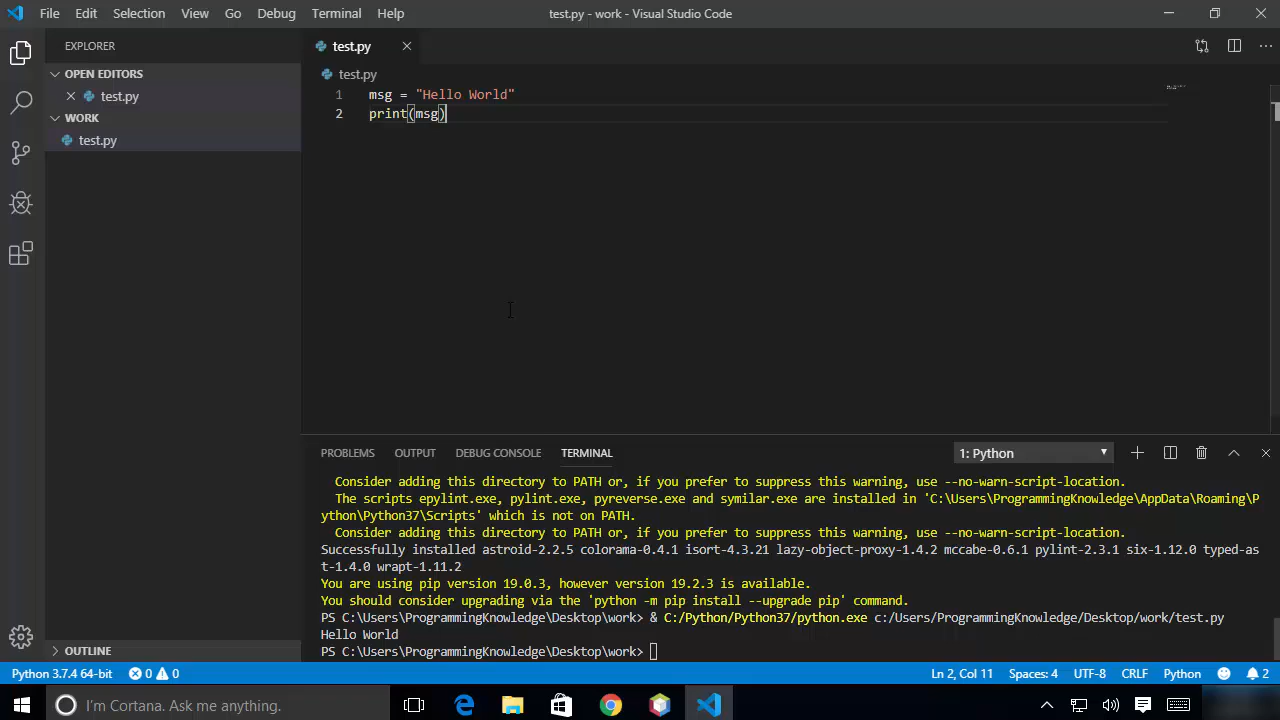 File Edit Selection View Go Debug Terminal Help
test.py - work - Visual Studio Code
EXPLORER
OPEN EDITORS
test.py
WORK
test.py
OUTLINE
test.py
test.py
1 msg = "Hello World"
2 print(msg)
PROBLEMS OUTPUT DEBUG CONSOLE TERMINAL
1: Python
Consider adding this directory to PATH or, if you prefer to suppress this warning, use --no-warn-script-location.
The scripts epylint.exe, pylint.exe, pyreverse.exe and symilar.exe are installed in 'C:\Users\ProgrammingKnowledge\AppData\Roaming\P
ython\Python37\Scripts' which is not on PATH.
Consider adding this directory to PATH or, if you prefer to suppress this warning, use --no-warn-script-location.
Successfully installed astroid-2.2.5 colorama-0.4.1 isort-4.3.21 lazy-object-proxy-1.4.2 mccabe-0.6.1 pylint-2.3.1 six-1.12.0 typed-as
t-1.4.0 wrapt-1.11.2
You are using pip version 19.0.3, however version 19.2.3 is available.
You should consider upgrading via the 'python -m pip install --upgrade pip' command.
PS C:\Users\ProgrammingKnowledge\Desktop\work> & C:/Python/Python37/python.exe c:/Users/ProgrammingKnowledge/Desktop/work/test.py
Hello World
PS C:\Users\ProgrammingKnowledge\Desktop\work>
Python 3.7.4 64-bit 0 0 Ln 2, Col 11 Spaces: 4 UTF-8 CRLF Python 2
I'm Cortana. Ask me anything.